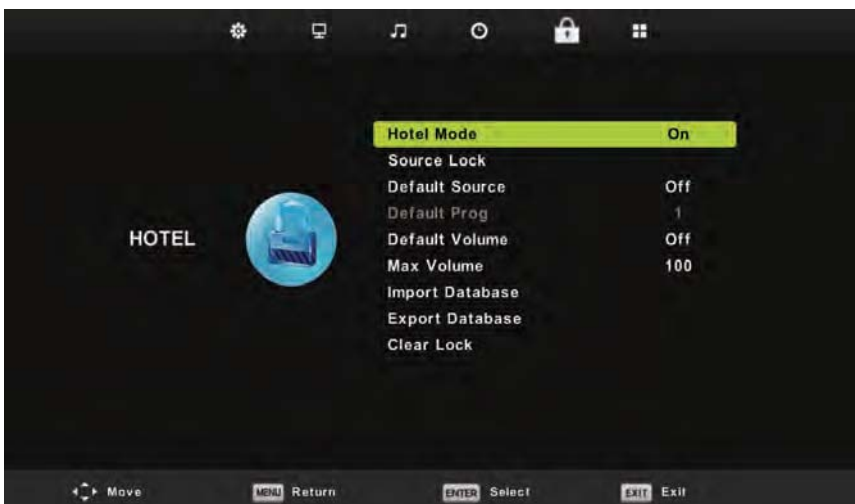 Hotel Mode On
Source Lock
Default Source Off
Default Prog 1
HOTEL
Default Volume Off
Max Volume 100
Import Database
Export Database
Clear Lock
Move MENU Return ENTER Select EXIT Exit